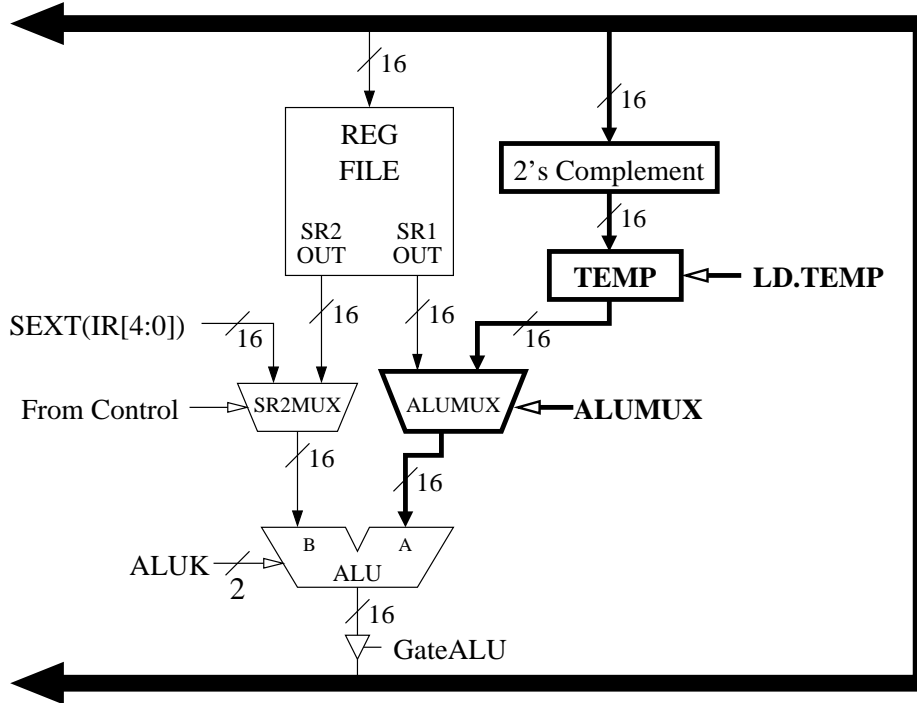 16
16
REG
FILE
2's Complement
16
SR2
OUT
SR1
OUT
TEMP
LD.TEMP
SEXT(IR[4:0])
16
16
16
16
From Control
SR2MUX
ALUMUX
ALUMUX
16
16
B
A
ALUK
2
ALU
16
GateALU